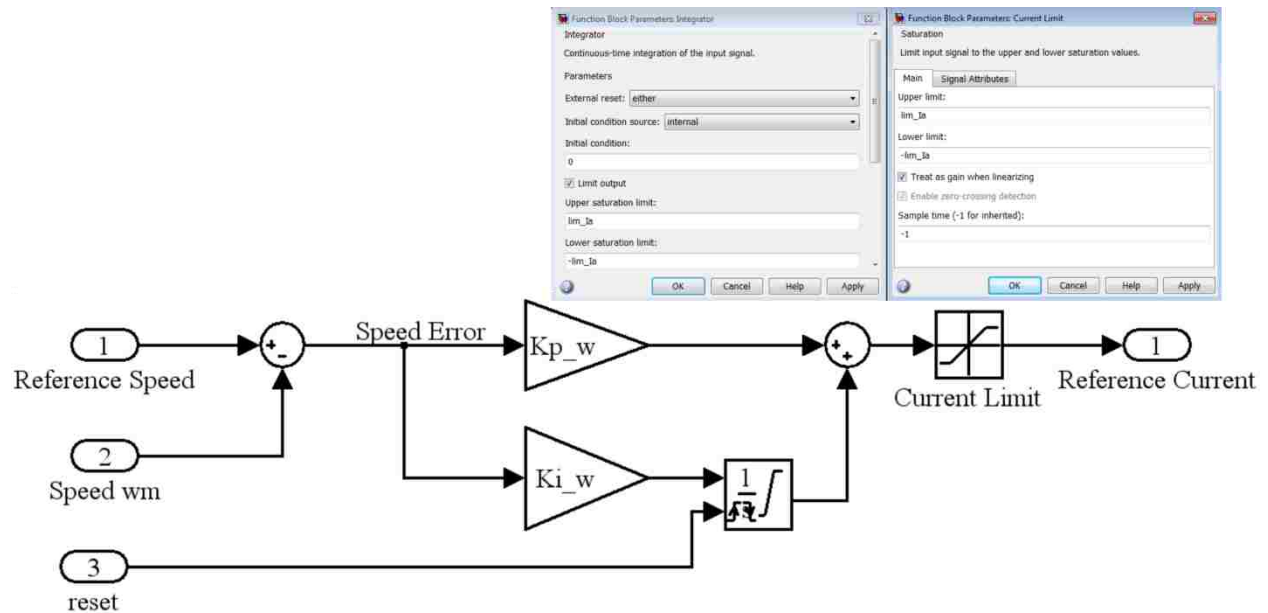 Function Block Parameters: Integrator
Integrator
Continuous-time integration of the input signal.
Parameters
External reset: either
Initial condition source: internal
Initial condition:
0
Limit output
Upper saturation limit:
lim_Ia
Lower saturation limit:
-lim_Ia
OK Cancel Help Apply
Function Block Parameters: Current Limit
Saturation
Limit input signal to the upper and lower saturation values.
Main Signal Attributes
Upper limit:
lim_Ia
Lower limit:
-lim_Ia
Treat as gain when linearizing
Enable zero-crossing detection
Sample time (-1 for inherited):
-1
OK Cancel Help Apply
1
Reference Speed
+
-
Speed Error
Kp_w
+
+
Current Limit
1
Reference Current
2
Speed wm
Ki_w
1
s
3
reset